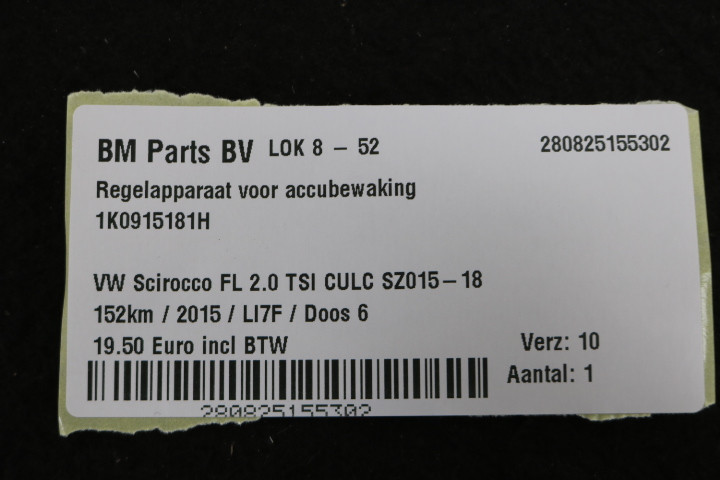 BM Parts BV LOK 8 – 52 280825155302
Regelapparaat voor accubewaking
1K0915181H
VW Scirocco FL 2.0 TSI CULC SZ015–18
152km / 2015 / LI7F / Doos 6
19.50 Euro incl BTW Verz: 10
Aantal: 1
280825155302